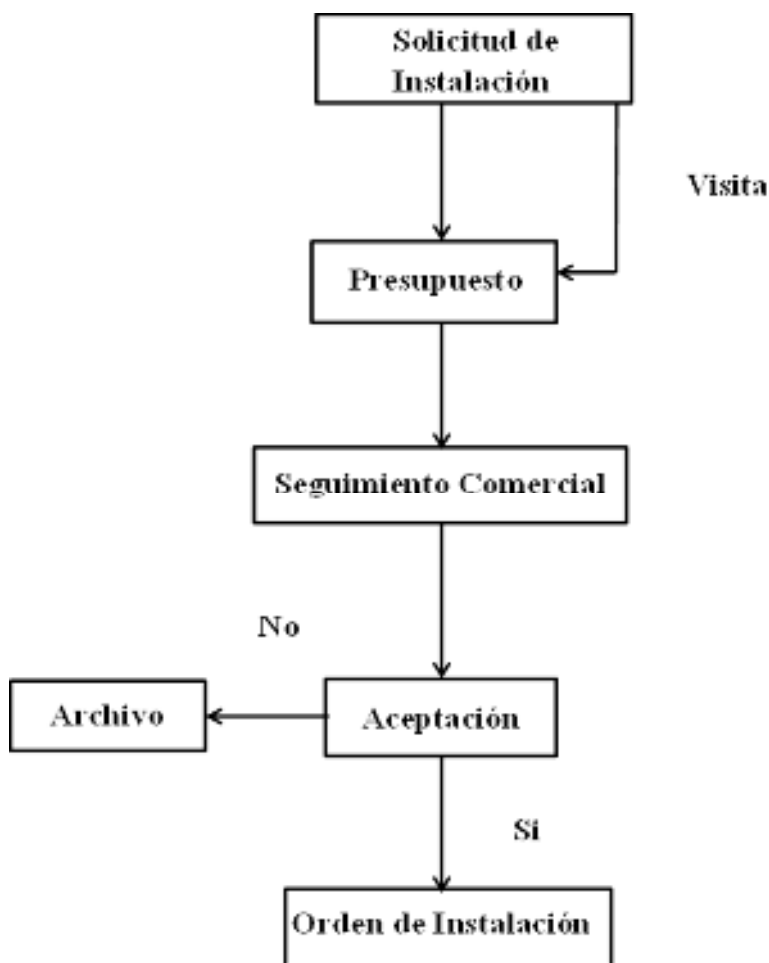 Solicitud de
Instalación
Visita
Presupuesto
Seguimiento Comercial
No
Archivo
Aceptación
Si
Orden de Instalación